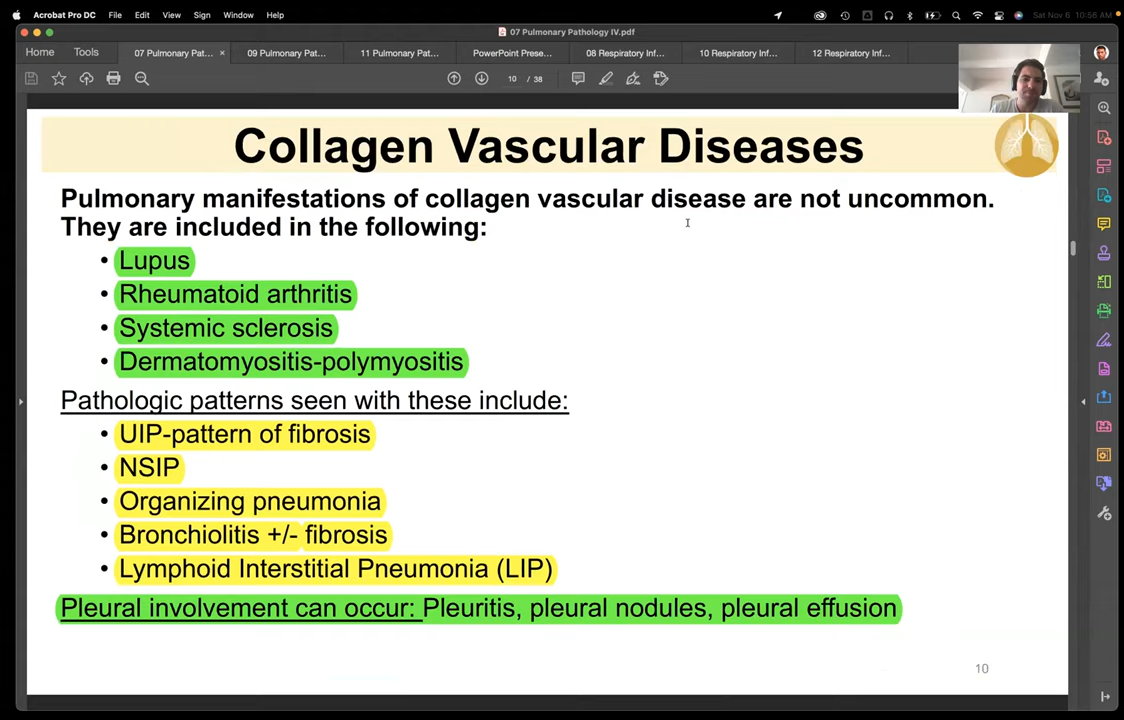 Acrobat Pro DC File Edit View Sign Window Help Sat Nov 6 10:56 AM
07 Pulmonary Pathology IV.pdf
Home Tools 07 Pulmonary Pat... × 09 Pulmonary Pat... 11 Pulmonary Pat... PowerPoint Prese... 08 Respiratory Inf... 10 Respiratory Inf... 12 Respiratory Inf...
10 / 38
Collagen Vascular Diseases
Pulmonary manifestations of collagen vascular disease are not uncommon.
They are included in the following:
• Lupus
• Rheumatoid arthritis
• Systemic sclerosis
• Dermatomyositis-polymyositis
Pathologic patterns seen with these include:
• UIP-pattern of fibrosis
• NSIP
• Organizing pneumonia
• Bronchiolitis +/- fibrosis
• Lymphoid Interstitial Pneumonia (LIP)
Pleural involvement can occur: Pleuritis, pleural nodules, pleural effusion
10